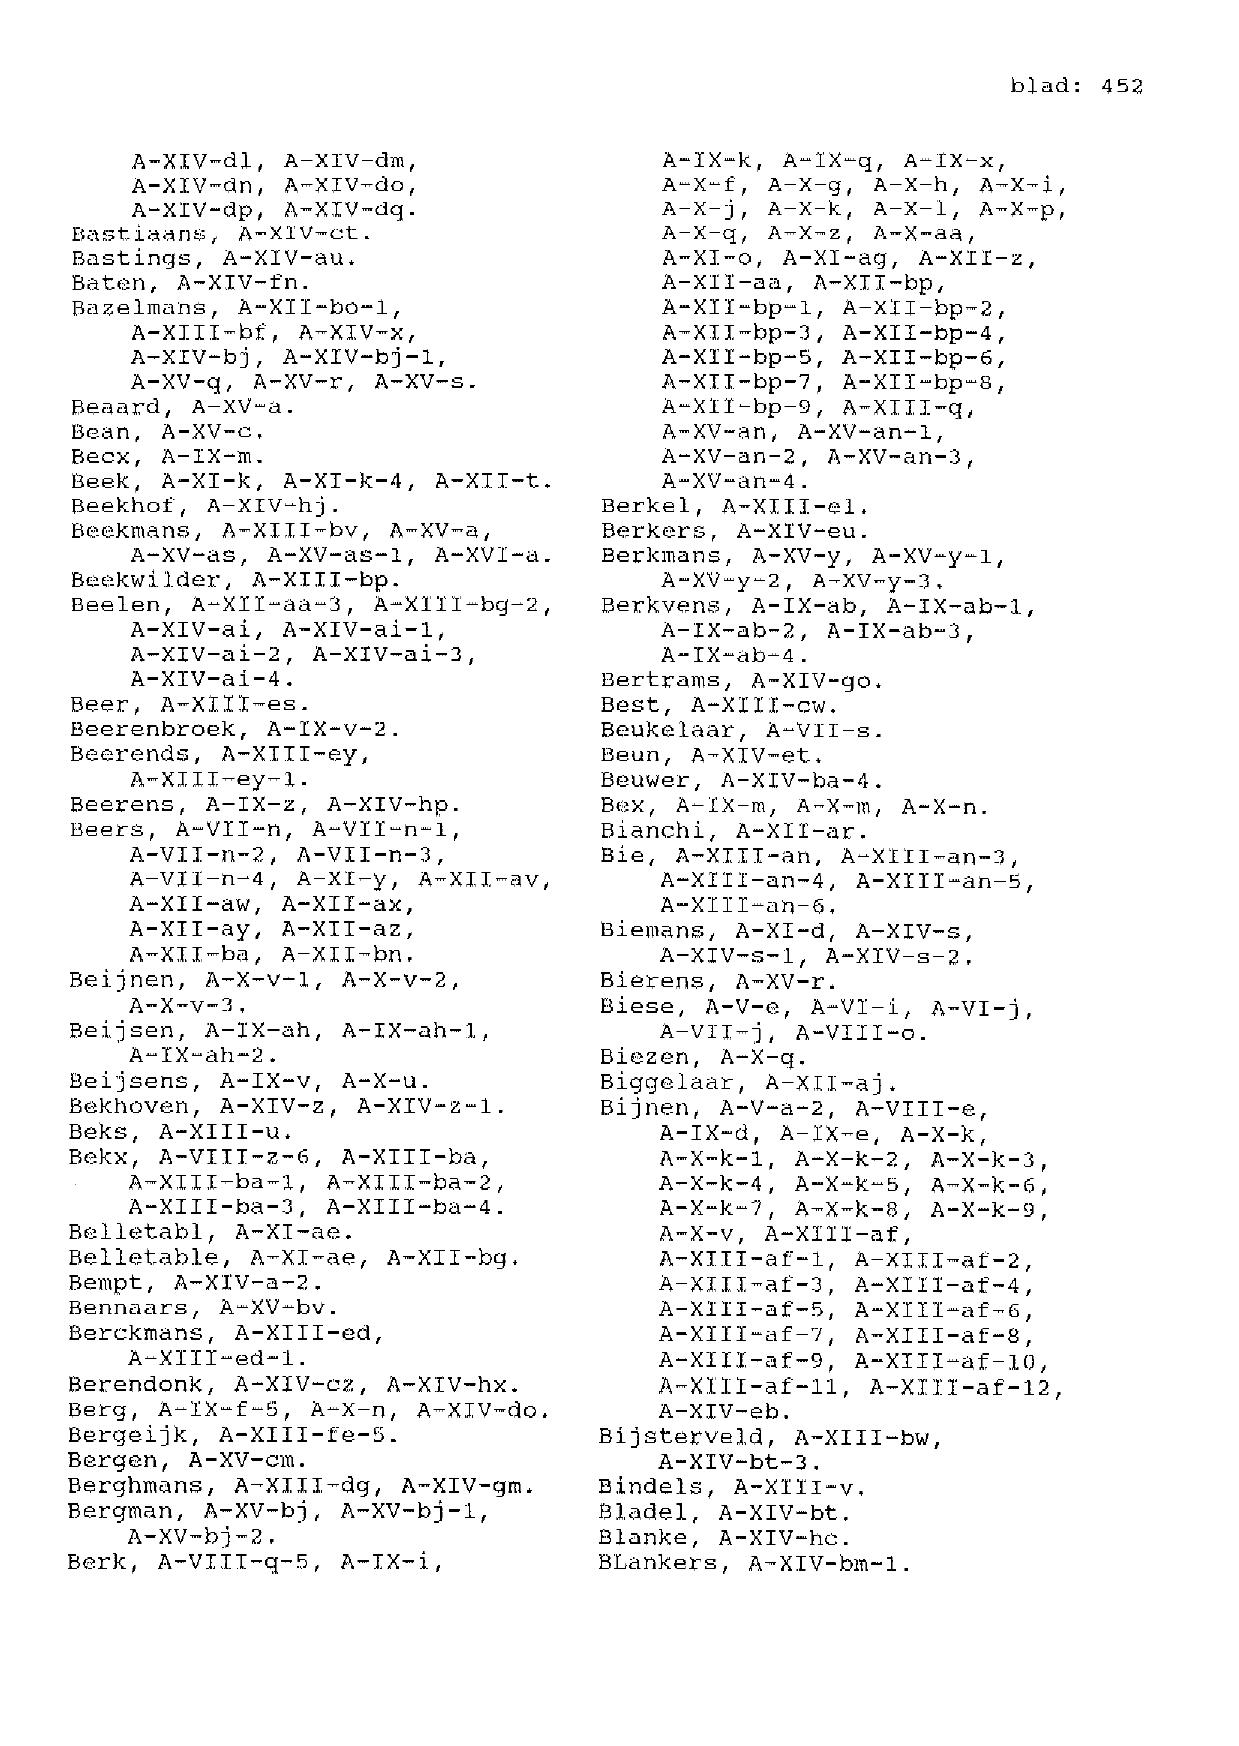 blad: 452
A-XIV-dl, A-XIV-dm,
A-XIV-dn, A-XIV-do,
A-XIV-dp, A-XIV-dq.
Bastiaans, A-XIV-ct.
Bastings, A-XIV-au.
Baten, A-XIV-fn.
Bazelmans, A-XII-bo-1,
A-XIII-bf, A-XIV-x,
A-XIV-bj, A-XIV-bj-1,
A-XV-q, A-XV-r, A-XV-s.
Beaard, A-XV-a.
Bean, A-XV-c.
Becx, A-IX-m.
Beek, A-XI-k, A-XI-k-4, A-XII-t.
Beekhof, A-XIV-hj.
Beekmans, A-XIII-bv, A-XV-a,
A-XV-as, A-XV-as-1, A-XVI-a.
Beekwilder, A-XIII-bp.
Beelen, A-XII-aa-3, A-XIII-bg-2,
A-XIV-ai, A-XIV-ai-1,
A-XIV-ai-2, A-XIV-ai-3,
A-XIV-ai-4.
Beer, A-XIII-es.
Beerenbroek, A-IX-v-2.
Beerends, A-XIII-ey,
A-XIII-ey-1.
Beerens, A-IX-z, A-XIV-hp.
Beers, A-VII-n, A-VII-n-1,
A-VII-n-2, A-VII-n-3,
A-VII-n-4, A-XI-y, A-XII-av,
A-XII-aw, A-XII-ax,
A-XII-ay, A-XII-az,
A-XII-ba, A-XII-bn.
Beijnen, A-X-v-1, A-X-v-2,
A-X-v-3.
Beijsen, A-IX-ah, A-IX-ah-1,
A-IX-ah-2.
Beijsens, A-IX-v, A-X-u.
Bekhoven, A-XIV-z, A-XIV-z-1.
Beks, A-XIII-u.
Bekx, A-VIII-z-6, A-XIII-ba,
A-XIII-ba-1, A-XIII-ba-2,
A-XIII-ba-3, A-XIII-ba-4.
Belletabl, A-XI-ae.
Belletable, A-XI-ae, A-XII-bg.
Bempt, A-XIV-a-2.
Bennaars, A-XV-bv.
Berckmans, A-XIII-ed,
A-XIII-ed-1.
Berendonk, A-XIV-cz, A-XIV-hx.
Berg, A-IX-f-5, A-X-n, A-XIV-do.
Bergeijk, A-XIII-fe-5.
Bergen, A-XV-cm.
Berghmans, A-XIII-dg, A-XIV-gm.
Bergman, A-XV-bj, A-XV-bj-1,
A-XV-bj-2.
Berk, A-VIII-q-5, A-IX-i,
A-IX-k, A-IX-q, A-IX-x,
A-X-f, A-X-g, A-X-h, A-X-i,
A-X-j, A-X-k, A-X-l, A-X-p,
A-X-q, A-X-z, A-X-aa,
A-XI-o, A-XI-ag, A-XII-z,
A-XII-aa, A-XII-bp,
A-XII-bp-1, A-XII-bp-2,
A-XII-bp-3, A-XII-bp-4,
A-XII-bp-5, A-XII-bp-6,
A-XII-bp-7, A-XII-bp-8,
A-XII-bp-9, A-XIII-q,
A-XV-an, A-XV-an-1,
A-XV-an-2, A-XV-an-3,
A-XV-an-4.
Berkel, A-XIII-el.
Berkers, A-XIV-eu.
Berkmans, A-XV-y, A-XV-y-1,
A-XV-y-2, A-XV-y-3.
Berkvens, A-IX-ab, A-IX-ab-1,
A-IX-ab-2, A-IX-ab-3,
A-IX-ab-4.
Bertrams, A-XIV-go.
Best, A-XIII-cw.
Beukelaar, A-VII-s.
Beun, A-XIV-et.
Beuwer, A-XIV-ba-4.
Bex, A-IX-m, A-X-m, A-X-n.
Bianchi, A-XII-ar.
Bie, A-XIII-an, A-XIII-an-3,
A-XIII-an-4, A-XIII-an-5,
A-XIII-an-6.
Biemans, A-XI-d, A-XIV-s,
A-XIV-s-1, A-XIV-s-2.
Bierens, A-XV-r.
Biese, A-V-e, A-VI-i, A-VI-j,
A-VII-j, A-VIII-o.
Biezen, A-X-q.
Biggelaar, A-XII-aj.
Bijnen, A-V-a-2, A-VIII-e,
A-IX-d, A-IX-e, A-X-k,
A-X-k-1, A-X-k-2, A-X-k-3,
A-X-k-4, A-X-k-5, A-X-k-6,
A-X-k-7, A-X-k-8, A-X-k-9,
A-X-v, A-XIII-af,
A-XIII-af-1, A-XIII-af-2,
A-XIII-af-3, A-XIII-af-4,
A-XIII-af-5, A-XIII-af-6,
A-XIII-af-7, A-XIII-af-8,
A-XIII-af-9, A-XIII-af-10,
A-XIII-af-11, A-XIII-af-12,
A-XIV-eb.
Bijsterveld, A-XIII-bw,
A-XIV-bt-3.
Bindels, A-XIII-v.
Bladel, A-XIV-bt.
Blanke, A-XIV-hc.
BLankers, A-XIV-bm-1.